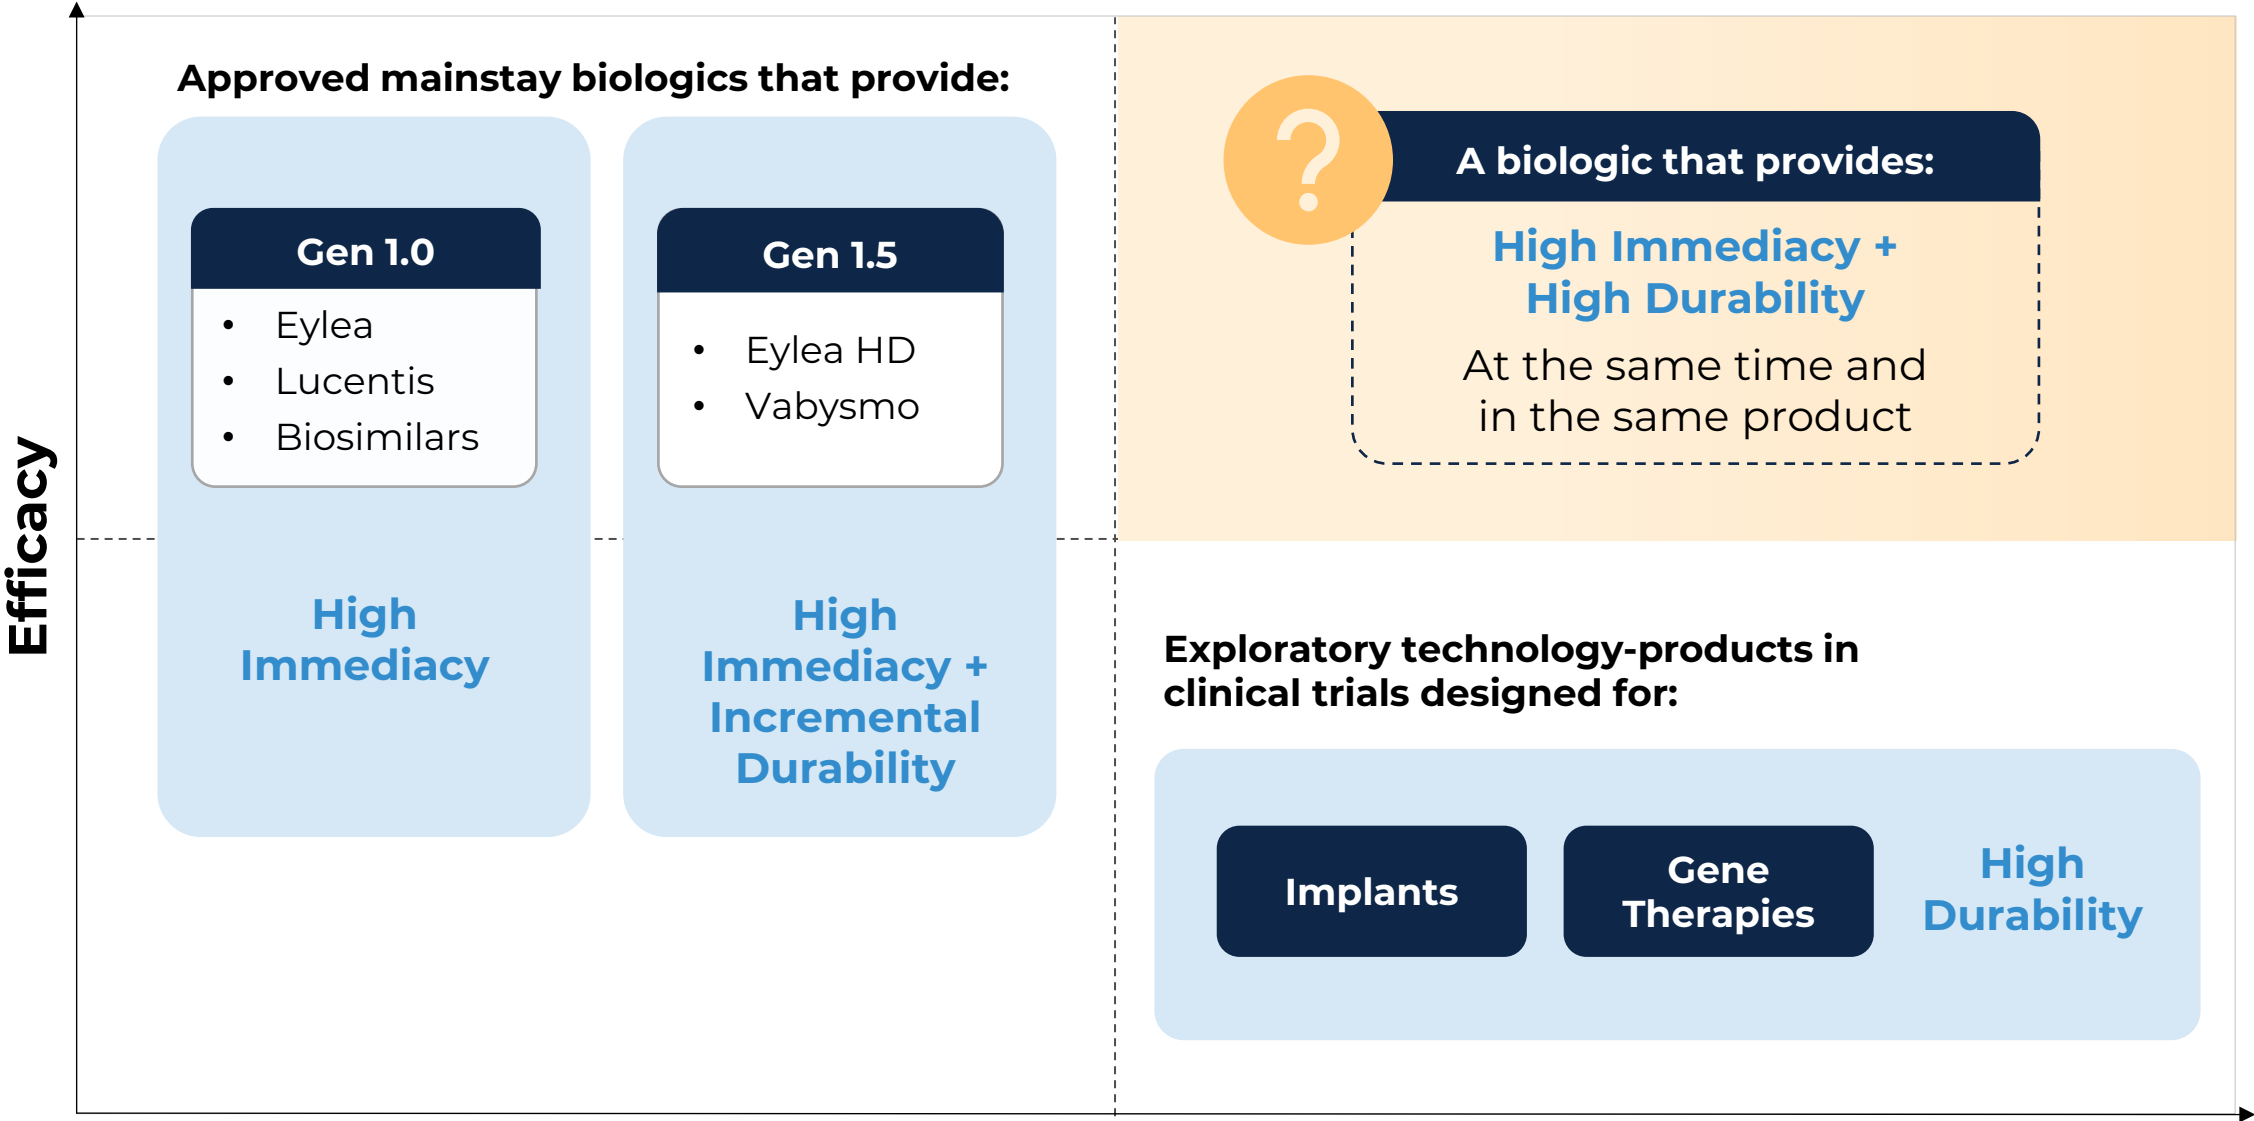 Efficacy
Approved mainstay biologics that provide:
Gen 1.0
• Eylea
• Lucentis
• Biosimilars
High
Immediacy
Gen 1.5
• Eylea HD
• Vabysmo
High
Immediacy +
Incremental
Durability
?
A biologic that provides:
High Immediacy +
High Durability
At the same time and
in the same product
Exploratory technology-products in
clinical trials designed for:
Implants
Gene
Therapies
High
Durability